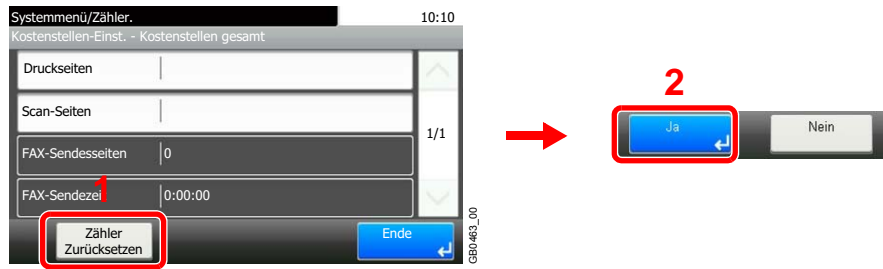 Systemmenü/Zähler.
10:10
Kostenstellen-Einst. - Kostenstellen gesamt
Druckseiten
Scan-Seiten
1/1
FAX-Sendesseiten 0
FAX-Sendezeit 0:00:00
1
Zähler
Zurücksetzen
Ende
GB0463_00
2
Ja
Nein